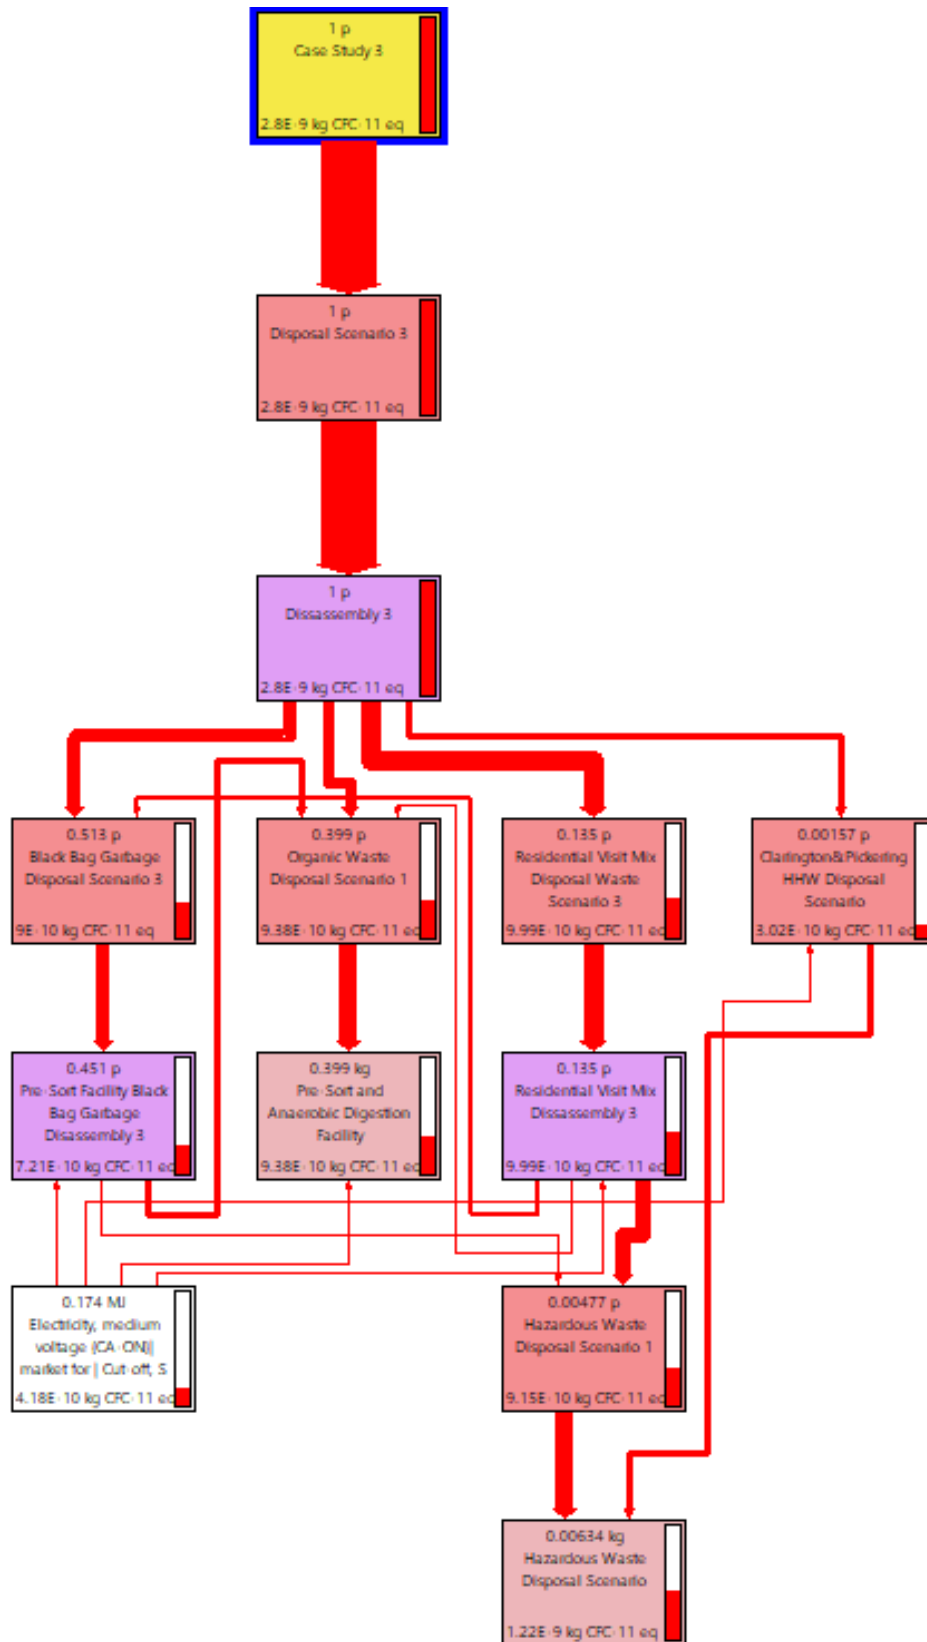 1 p
Case Study 3
2.8E-9 kg CFC-11 eq
1 p
Disposal Scenario 3
2.8E-9 kg CFC-11 eq
1 p
Dissassembly 3
2.8E-9 kg CFC-11 eq
0.513 p
Black Bag Garbage
Disposal Scenario 3
9E-10 kg CFC-11 eq
0.399 p
Organic Waste
Disposal Scenario 1
9.38E-10 kg CFC-11 eq
0.135 p
Residential Visit Mix
Disposal Waste
Scenario 3
9.99E-10 kg CFC-11 eq
0.00157 p
Clarington&Pickering
HHW Disposal
Scenario
3.02E-10 kg CFC-11 eq
0.451 p
Pre-Sort Facility Black
Bag Garbage
Disassembly 3
7.21E-10 kg CFC-11 eq
0.399 kg
Pre-Sort and
Anaerobic Digestion
Facility
9.38E-10 kg CFC-11 eq
0.135 p
Residential Visit Mix
Dissassembly 3
9.99E-10 kg CFC-11 eq
0.174 MJ
Electricity, medium
voltage {CA-ON}|
market for | Cut-off, S
4.18E-10 kg CFC-11 eq
0.00477 p
Hazardous Waste
Disposal Scenario 1
9.15E-10 kg CFC-11 eq
0.00634 kg
Hazardous Waste
Disposal Scenario
1.22E-9 kg CFC-11 eq